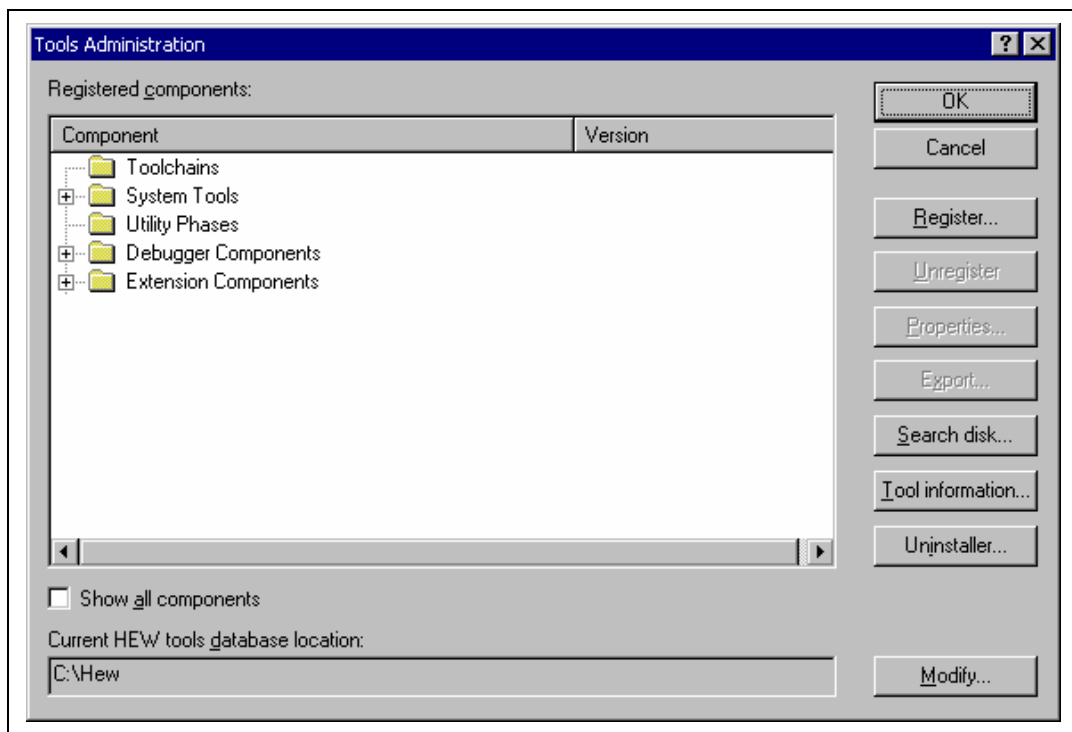 Tools Administration
Registered components:
Component Version
Toolchains
System Tools
Utility Phases
Debugger Components
Extension Components
OK
Cancel
Register...
Unregister
Properties...
Export...
Search disk...
Tool information...
Uninstaller...
Show all components
Current HEW tools database location:
C:\Hew
Modify...